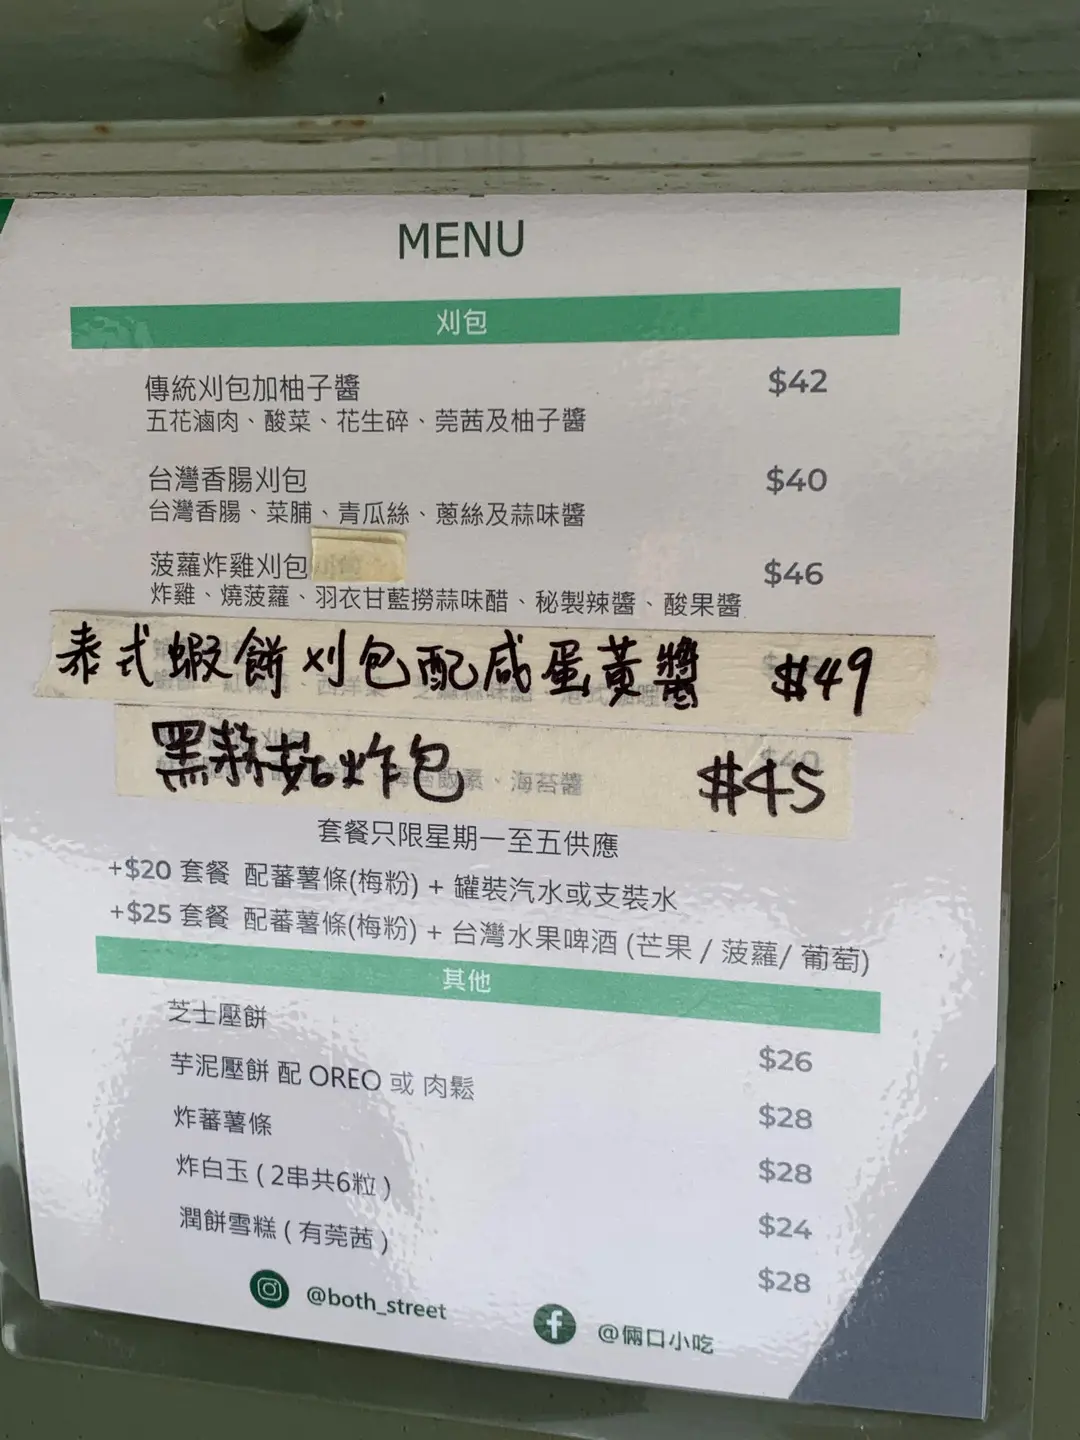 MENU
刈包
傳統刈包加柚子醬 $42
五花滷肉、酸菜、花生碎、莞茜及柚子醬
台灣香腸刈包 $40
台灣香腸、菜脯、青瓜絲、蔥絲及蒜味醬
菠蘿炸雞刈包 $46
炸雞、燒菠蘿、羽衣甘藍撈蒜味醋、秘製辣醬、酸果醬
泰式蝦餅刈包配咸蛋黃醬 $49
黑蒜菇炸包 $45
套餐只限星期一至五供應
+$20 套餐 配蕃薯條(梅粉) + 罐裝汽水或支裝水
+$25 套餐 配蕃薯條(梅粉) + 台灣水果啤酒 (芒果 / 菠蘿/ 葡萄)
其他
芝士壓餅 $26
芋泥壓餅 配 OREO 或 肉鬆 $28
炸蕃薯條 $28
炸白玉 ( 2串共6粒 ) $24
潤餅雪糕 ( 有莞茜 ) $28
@both_street
@倆口小吃